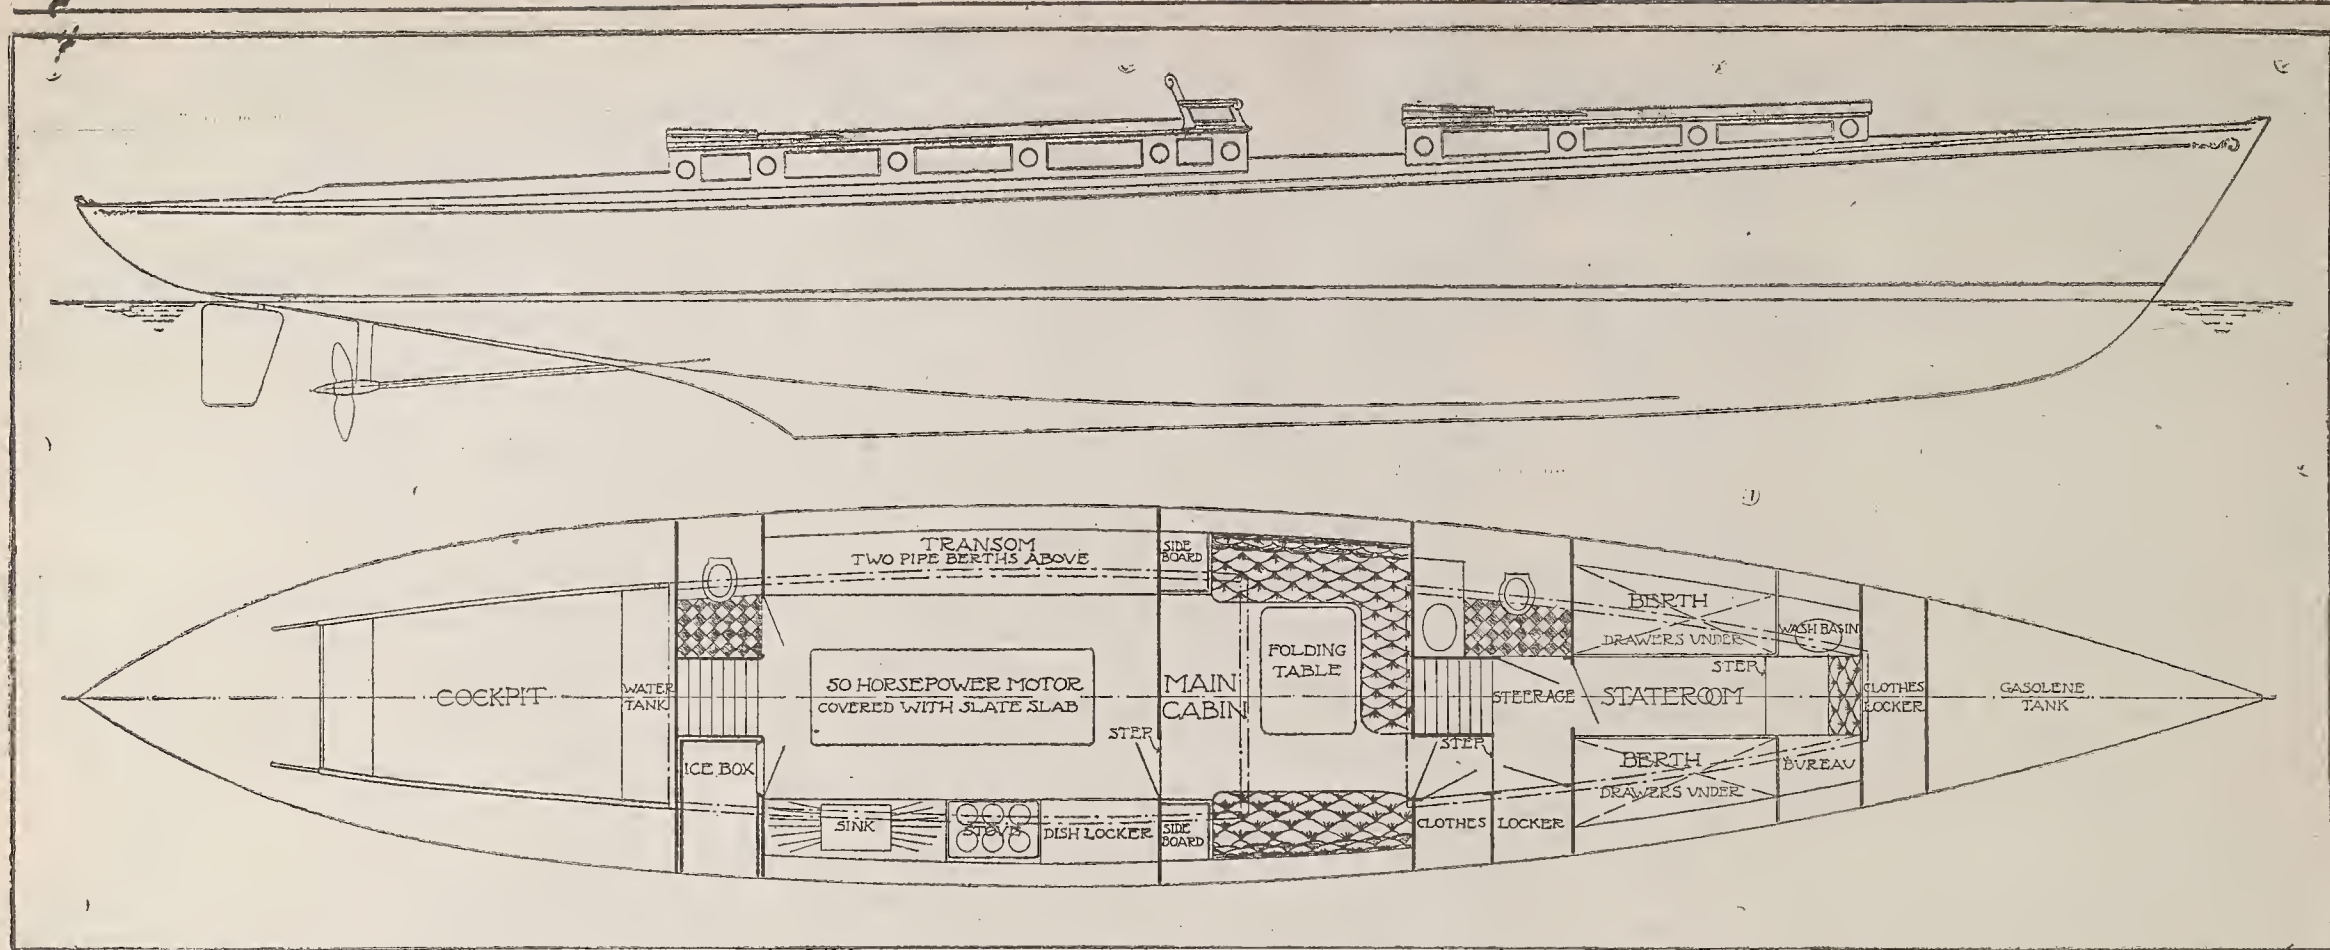 TRANSOM
TWO PIPE BERTHS ABOVE
SIDE
BOARD
BERTH
DRAWERS UNDER
WASH BASIN
FOLDING
TABLE
STEP
COCKPIT
WATER
TANK
50 HORSEPOWER MOTOR
COVERED WITH SLATE SLAB
MAIN
CABIN
STEERAGE
STATEROOM
CLOTHES
LOCKER
GASOLENE
TANK
STEP
STEP
ICE BOX
BERTH
DRAWERS UNDER
BUREAU
SINK
STOVE
DISH LOCKER
SIDE
BOARD
CLOTHES LOCKER